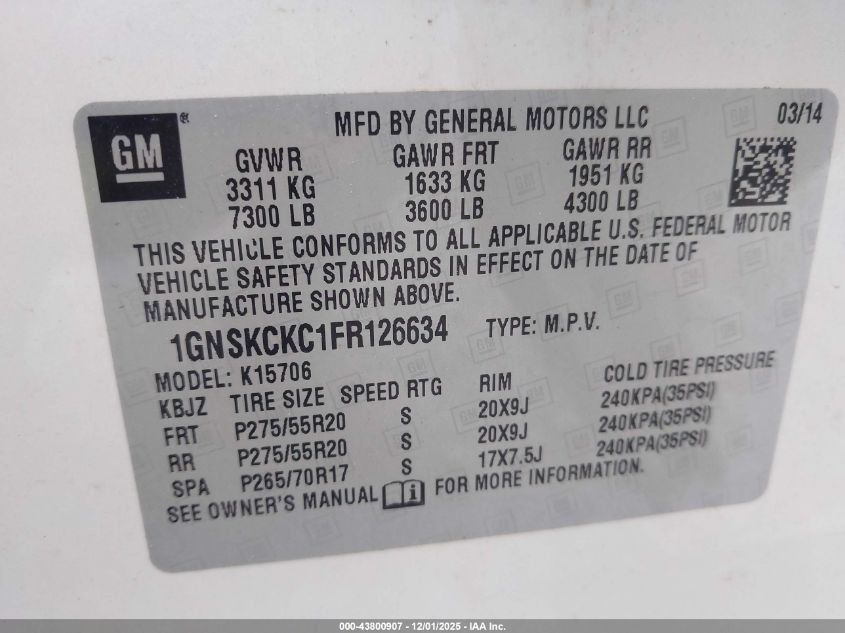 GM®
MFD BY GENERAL MOTORS LLC 03/14
GVWR GAWR FRT GAWR RR
3311 KG 1633 KG 1951 KG
7300 LB 3600 LB 4300 LB
THIS VEHICLE CONFORMS TO ALL APPLICABLE U.S. FEDERAL MOTOR
VEHICLE SAFETY STANDARDS IN EFFECT ON THE DATE OF
MANUFACTURE SHOWN ABOVE.
1GNSKCKC1FR126634 TYPE: M.P.V.
MODEL: K15706
KBJZ TIRE SIZE SPEED RTG RIM COLD TIRE PRESSURE
FRT P275/55R20 S 20X9J 240KPA(35PSI)
RR P275/55R20 S 20X9J 240KPA(35PSI)
SPA P265/70R17 S 17X7.5J 240KPA(35PSI)
SEE OWNER'S MANUAL FOR MORE INFORMATION.
000-43800907 - 12/01/2025 - IAA Inc.